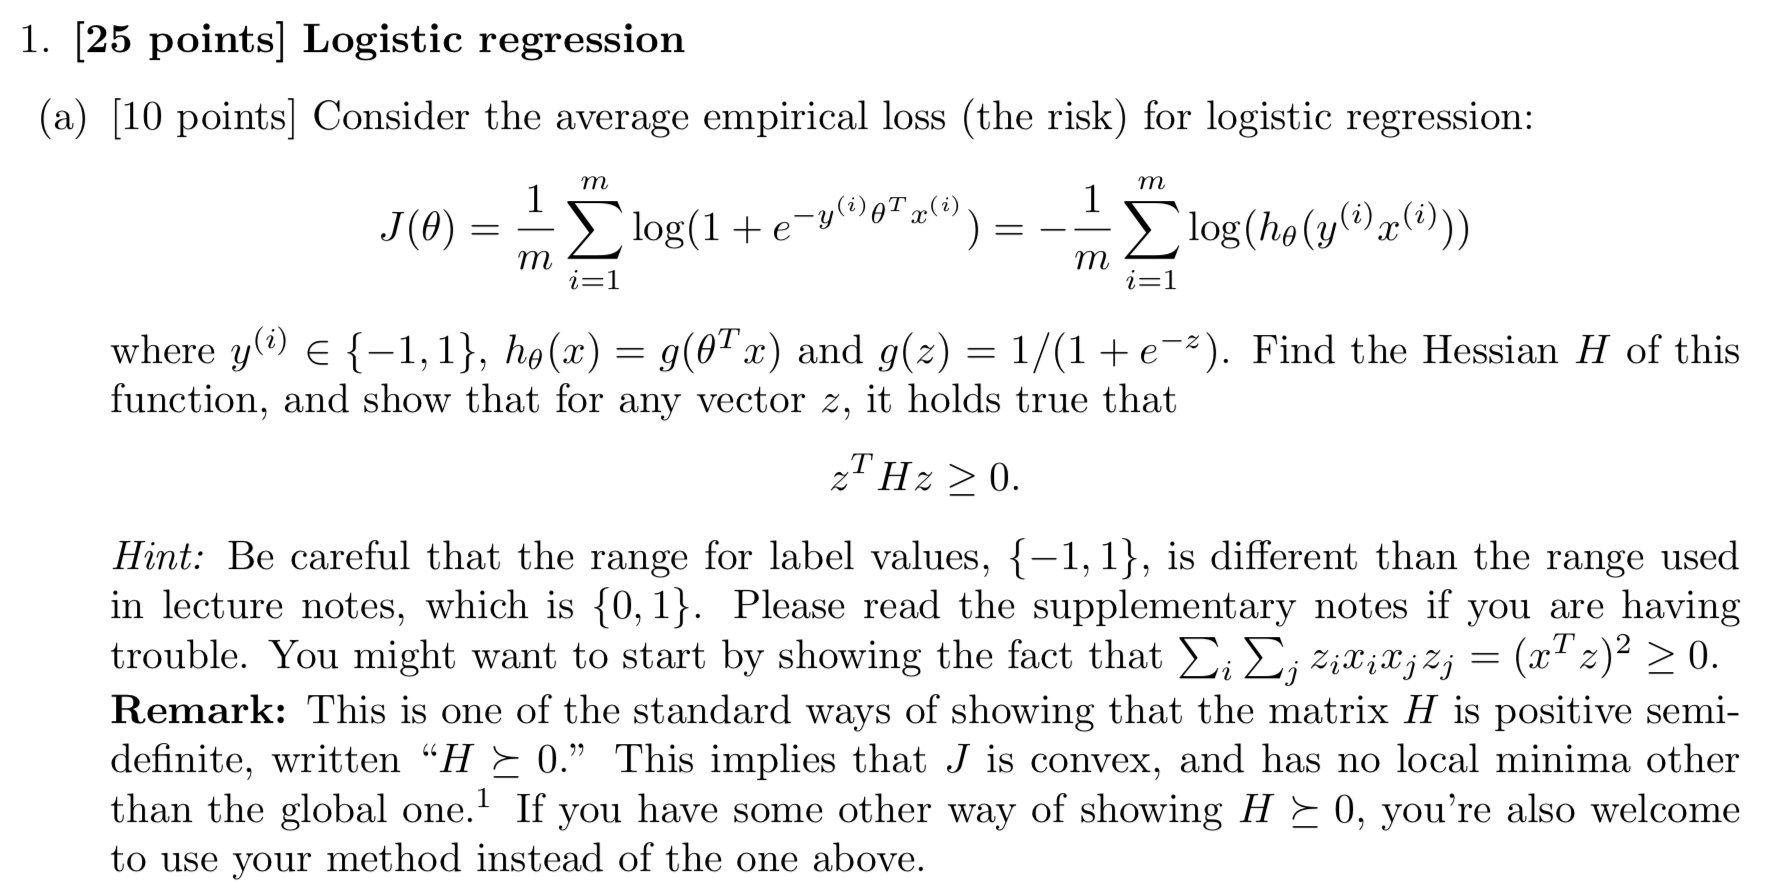 1. [25 points] Logistic regression
(a) [10 points] Consider the average empirical loss (the risk) for logistic regression:
J(θ) = \frac{1}{m} \sum_{i=1}^{m} log(1 + e^{-y^{(i)}θ^T x^{(i)}}) = -\frac{1}{m} \sum_{i=1}^{m} log(h_θ(y^{(i)}x^{(i)}))
where y^{(i)} ∈ {−1, 1}, h_θ(x) = g(θ^T x) and g(z) = 1/(1 + e^{−z}). Find the Hessian H of this
function, and show that for any vector z, it holds true that
z^T Hz ≥ 0.
Hint: Be careful that the range for label values, {−1, 1}, is different than the range used
in lecture notes, which is {0, 1}. Please read the supplementary notes if you are having
trouble. You might want to start by showing the fact that ∑_i ∑_j z_i x_i x_j z_j = (x^T z)^2 ≥ 0.
Remark: This is one of the standard ways of showing that the matrix H is positive semi-
definite, written “H ⪰ 0.” This implies that J is convex, and has no local minima other
than the global one.^1 If you have some other way of showing H ⪰ 0, you’re also welcome
to use your method instead of the one above.